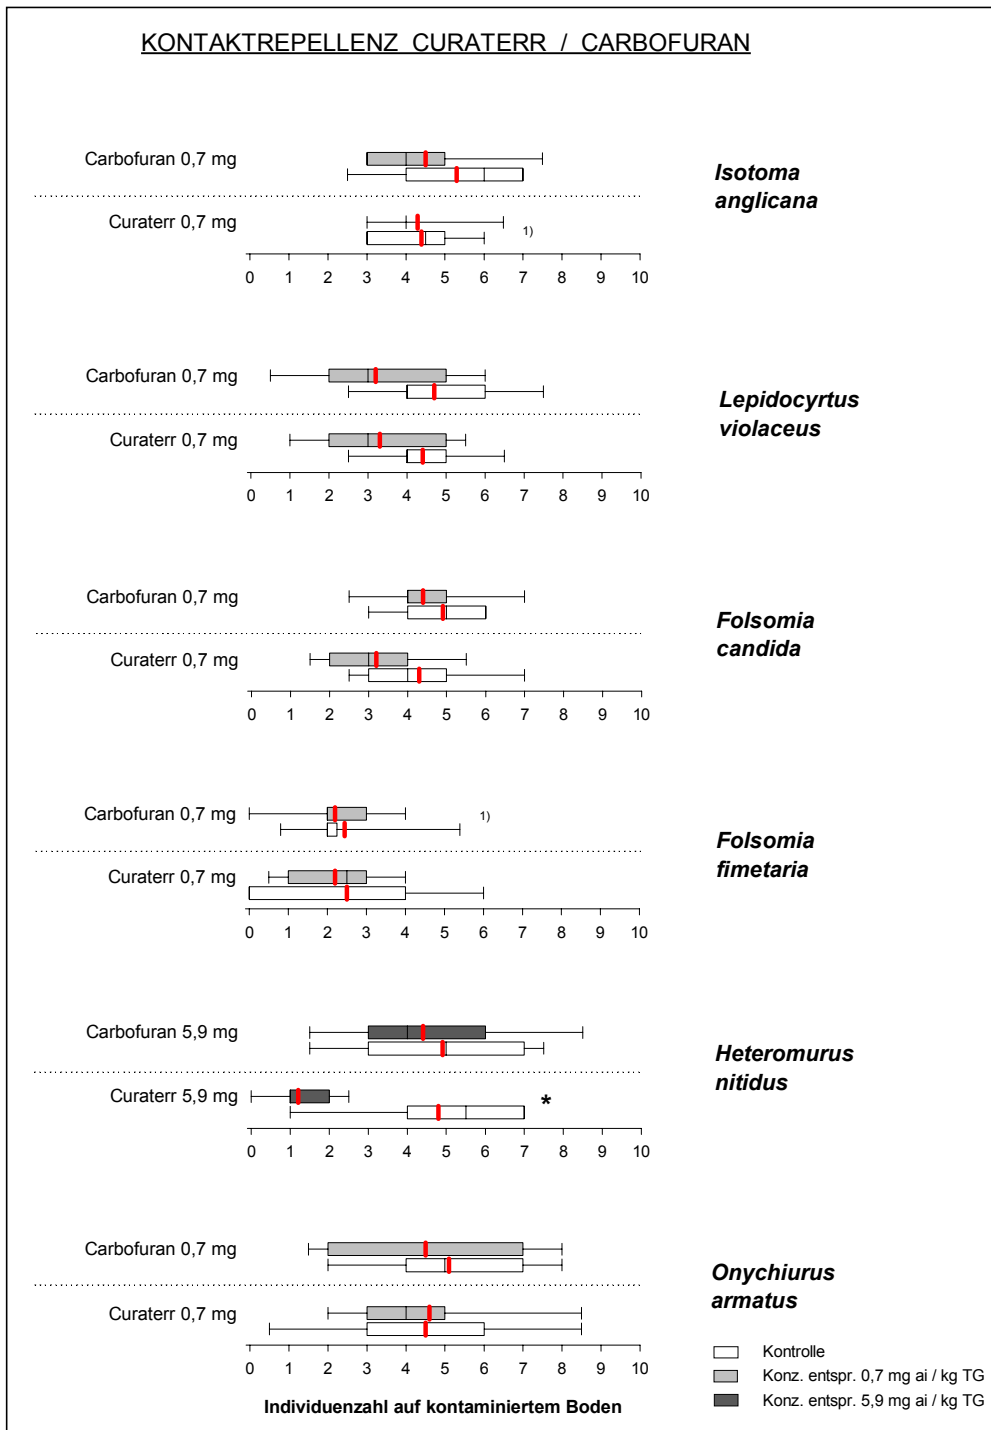 KONTAKTREPELLENZ CURATERR / CARBOFURAN
Carbofuran 0,7 mg
Isotoma
anglicana
Curaterr 0,7 mg
1)
0 1 2 3 4 5 6 7 8 9 10
Carbofuran 0,7 mg
Lepidocyrtus
violaceus
Curaterr 0,7 mg
0 1 2 3 4 5 6 7 8 9 10
Carbofuran 0,7 mg
Folsomia
candida
Curaterr 0,7 mg
0 1 2 3 4 5 6 7 8 9 10
Carbofuran 0,7 mg
1)
Folsomia
fimetaria
Curaterr 0,7 mg
0 1 2 3 4 5 6 7 8 9 10
Carbofuran 5,9 mg
Heteromurus
nitidus
Curaterr 5,9 mg
*
0 1 2 3 4 5 6 7 8 9 10
Carbofuran 0,7 mg
Onychiurus
armatus
Curaterr 0,7 mg
0 1 2 3 4 5 6 7 8 9 10
Individuenzahl auf kontaminiertem Boden
Kontrolle
Konz. entspr. 0,7 mg ai / kg TG
Konz. entspr. 5,9 mg ai / kg TG